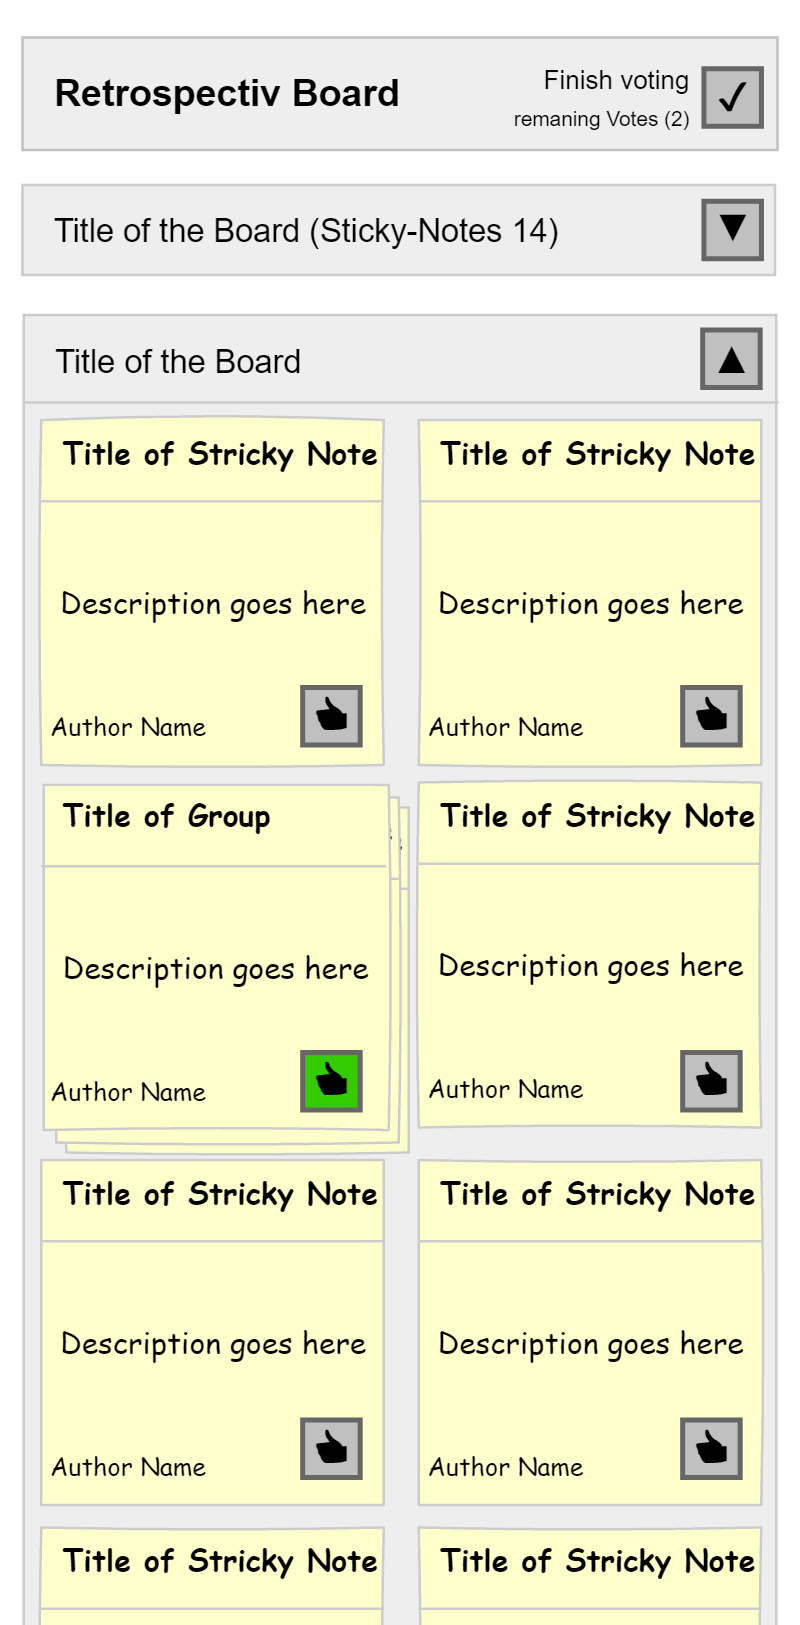 Retrospectiv Board
Finish voting
remaning Votes (2)
Title of the Board (Sticky-Notes 14)
Title of the Board
Title of Stricky Note
Description goes here
Author Name
Title of Stricky Note
Description goes here
Author Name
Title of Group
Description goes here
Author Name
Title of Stricky Note
Description goes here
Author Name
Title of Stricky Note
Description goes here
Author Name
Title of Stricky Note
Description goes here
Author Name
Title of Stricky Note
Title of Stricky Note